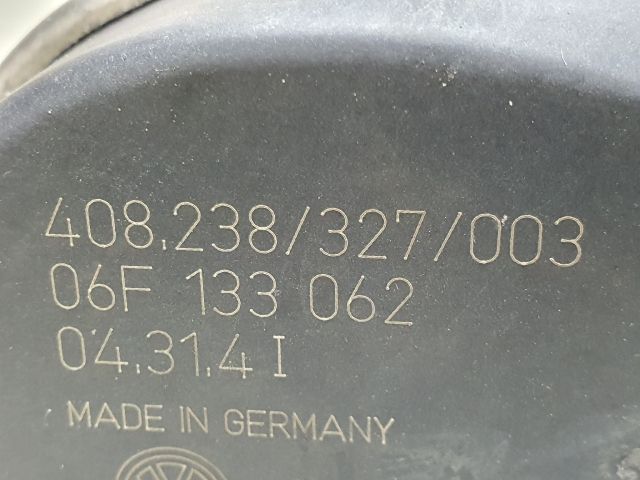 408.238/327/003
06F 133 062
04.31.4 I
MADE IN GERMANY